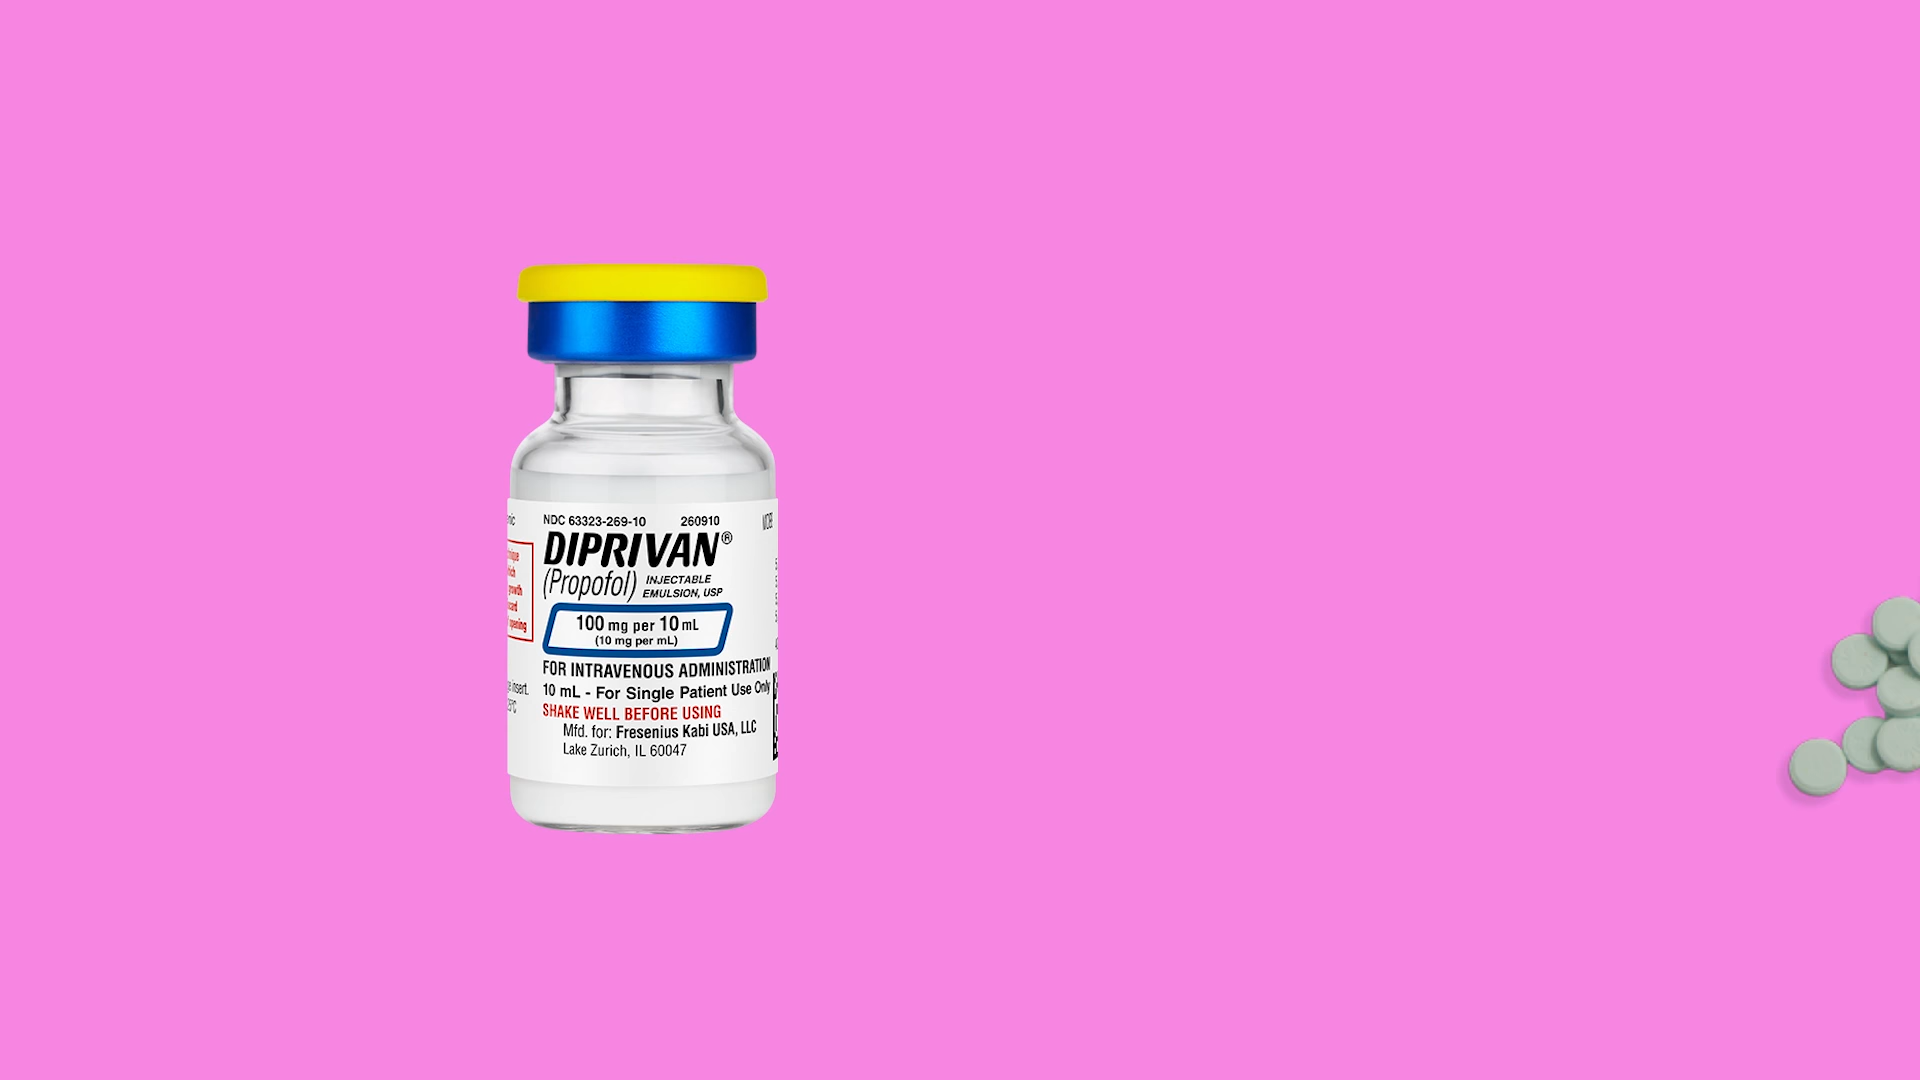 NDC 63323-269-10 260910
DIPRIVAN®
(Propofol) INJECTABLE
EMULSION, USP
100 mg per 10 mL
(10 mg per mL)
FOR INTRAVENOUS ADMINISTRATION
10 mL - For Single Patient Use Only
SHAKE WELL BEFORE USING
Mfd. for: Fresenius Kabi USA, LLC
Lake Zurich, IL 60047